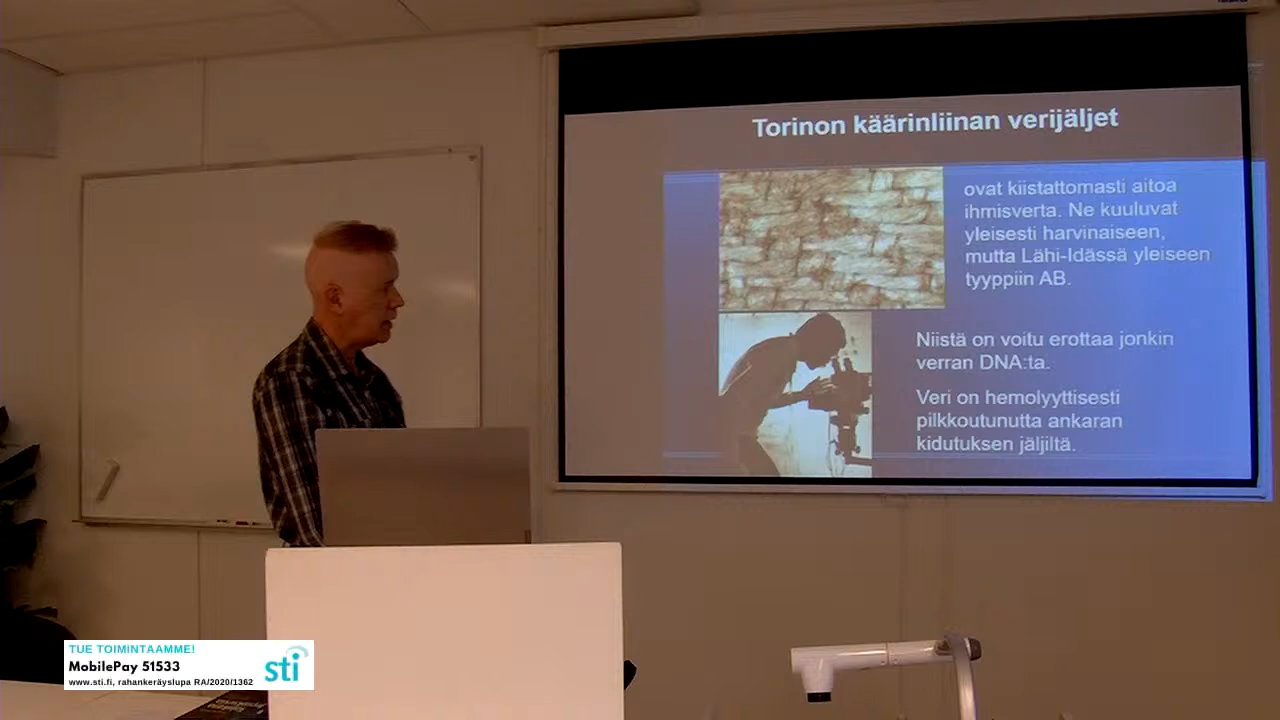 Torinon käärinliinan verijäljet
ovat kiistattomasti aitoa
ihmisverta. Ne kuuluvat
yleisesti harvinaiseen,
mutta Lähi-Idässä yleiseen
tyyppiin AB.
Niistä on voitu erottaa jonkin
verran DNA:ta.
Veri on hemolyyttisesti
pilkkoutunutta ankaran
kidutuksen jäljiltä.
TUE TOIMINTAAMME!
MobilePay 51533
www.sti.fi, rahankeräyslupa RA/2020/1362
sti